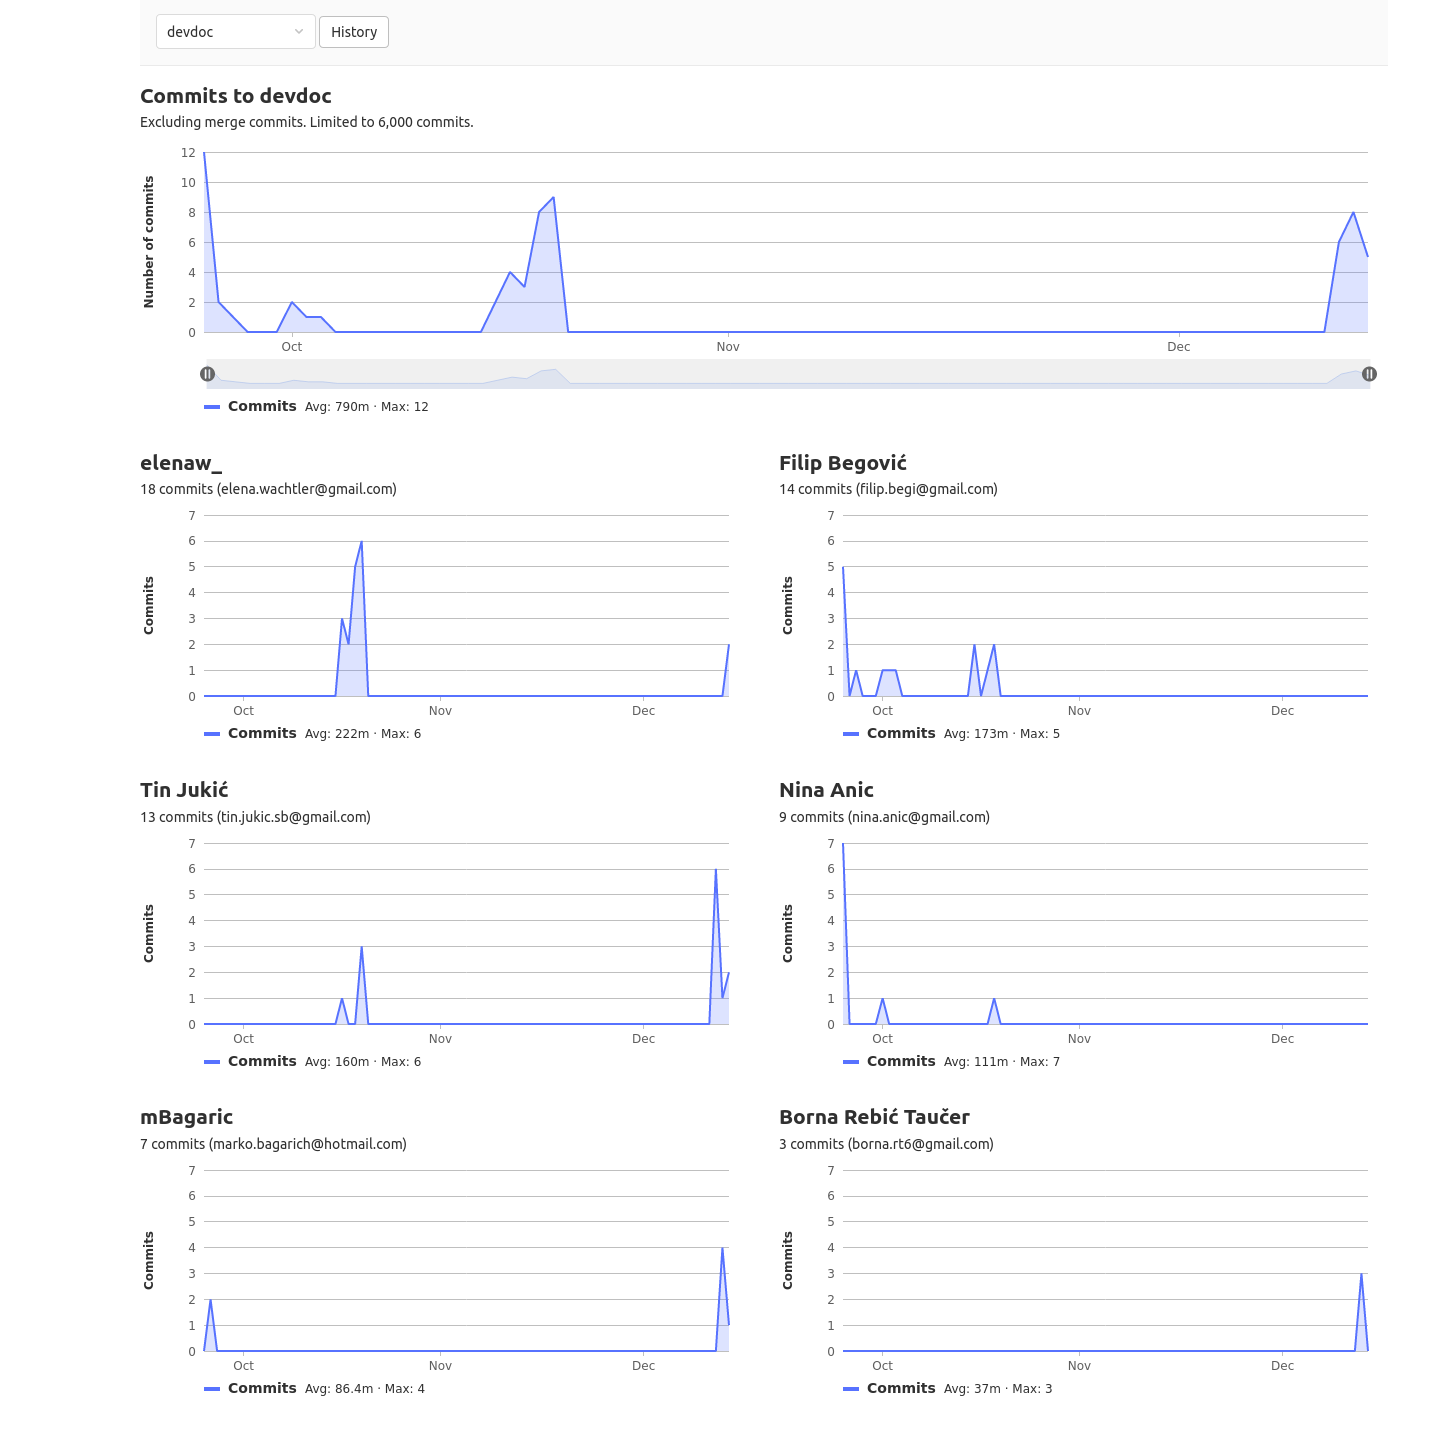 devdoc
History
Commits to devdoc
Excluding merge commits. Limited to 6,000 commits.
Number of commits
12
10
8
6
4
2
0
Oct
Nov
Dec
Commits Avg: 790m · Max: 12
elenaw_
18 commits (elena.wachtler@gmail.com)
Commits
7
6
5
4
3
2
1
0
Oct
Nov
Dec
Commits Avg: 222m · Max: 6
Filip Begović
14 commits (filip.begi@gmail.com)
Commits
7
6
5
4
3
2
1
0
Oct
Nov
Dec
Commits Avg: 173m · Max: 5
Tin Jukić
13 commits (tin.jukic.sb@gmail.com)
Commits
7
6
5
4
3
2
1
0
Oct
Nov
Dec
Commits Avg: 160m · Max: 6
Nina Anic
9 commits (nina.anic@gmail.com)
Commits
7
6
5
4
3
2
1
0
Oct
Nov
Dec
Commits Avg: 111m · Max: 7
mBagaric
7 commits (marko.bagarich@hotmail.com)
Commits
7
6
5
4
3
2
1
0
Oct
Nov
Dec
Commits Avg: 86.4m · Max: 4
Borna Rebić Taučer
3 commits (borna.rt6@gmail.com)
Commits
7
6
5
4
3
2
1
0
Oct
Nov
Dec
Commits Avg: 37m · Max: 3